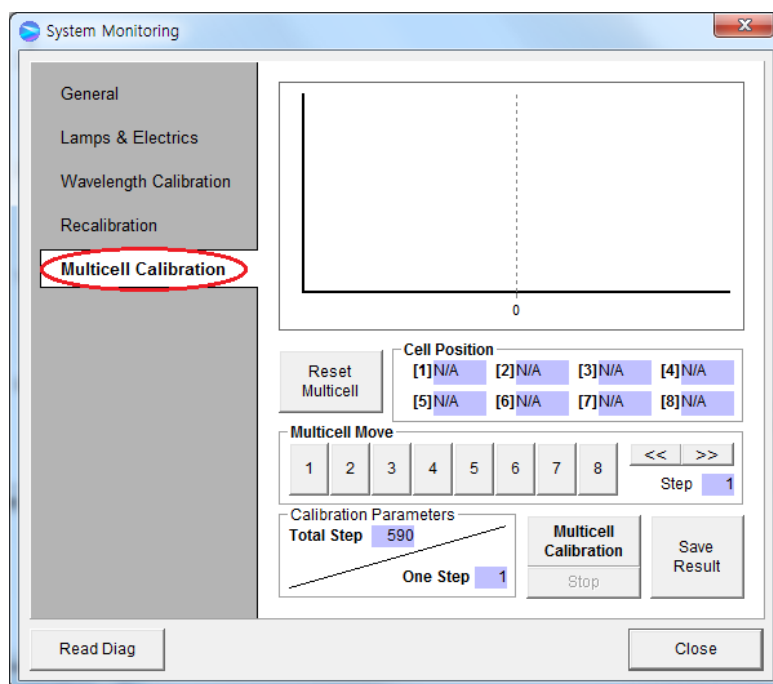 System Monitoring
General
Lamps & Electrics
Wavelength Calibration
Recalibration
Multicell Calibration
0
Reset
Multicell
Cell Position
[1] N/A [2] N/A [3] N/A [4] N/A
[5] N/A [6] N/A [7] N/A [8] N/A
Multicell Move
1 2 3 4 5 6 7 8
<< >>
Step 1
Calibration Parameters
Total Step 590
One Step 1
Multicell
Calibration
Stop
Save
Result
Read Diag
Close